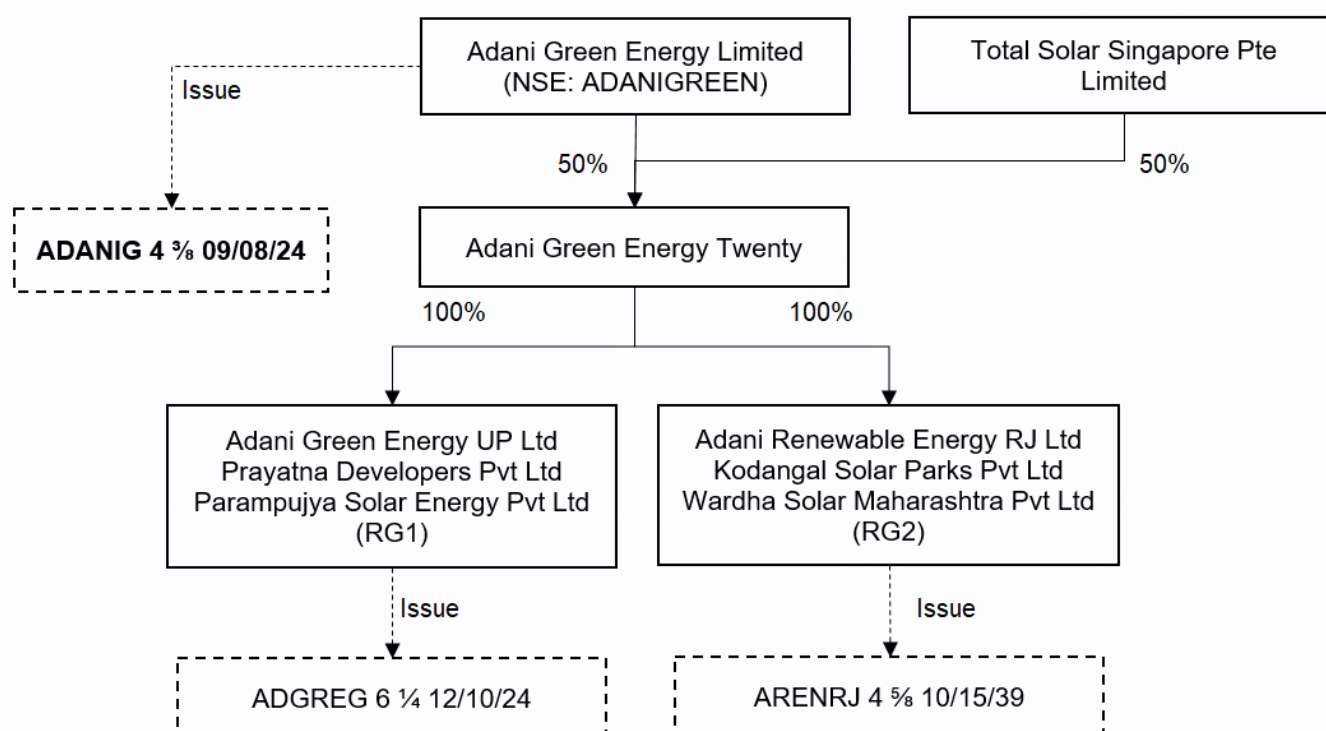 Adani Green Energy Limited
(NSE: ADANIGREEN)
Total Solar Singapore Pte
Limited
Issue
50%
50%
ADANIG 4 ⅜ 09/08/24
Adani Green Energy Twenty
100%
100%
Adani Green Energy UP Ltd
Prayatna Developers Pvt Ltd
Parampujya Solar Energy Pvt Ltd
(RG1)
Adani Renewable Energy RJ Ltd
Kodangal Solar Parks Pvt Ltd
Wardha Solar Maharashtra Pvt Ltd
(RG2)
Issue
Issue
ADGREG 6 ¼ 12/10/24
ARENRJ 4 ⅝ 10/15/39